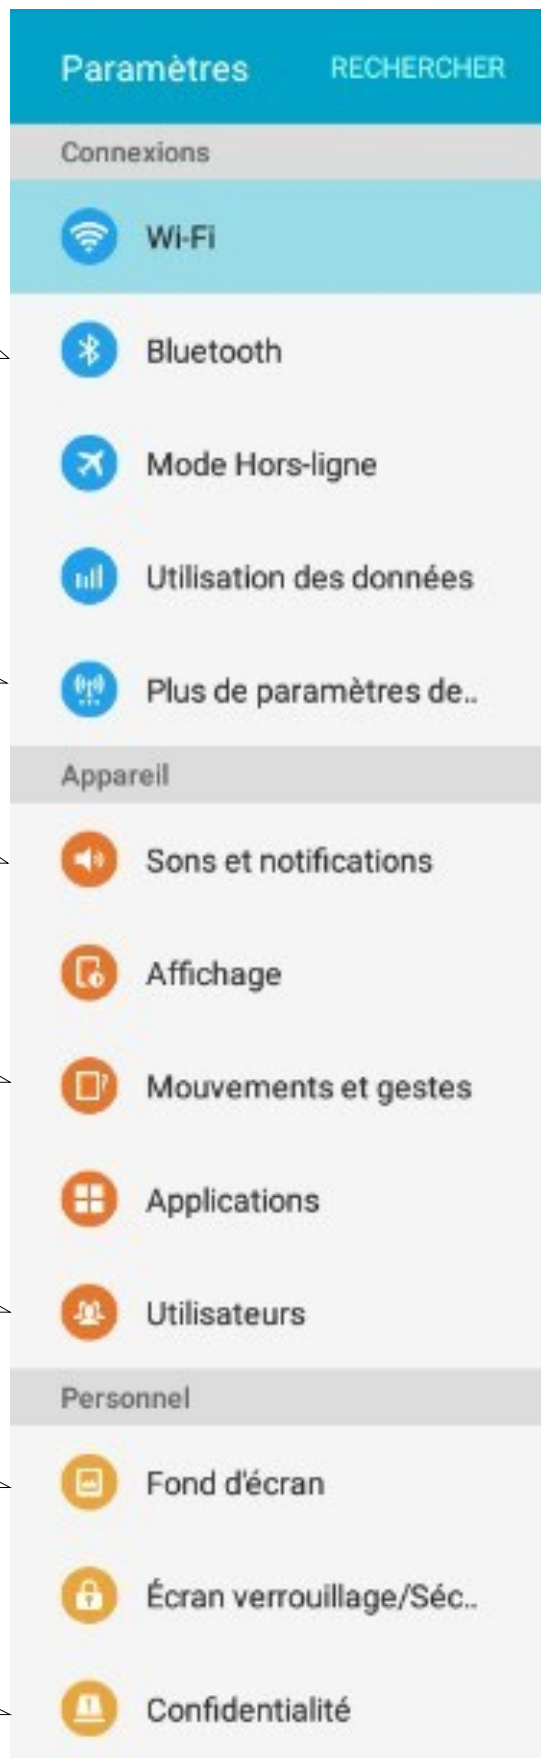 Paramètres RECHERCHER
Connexions
Wi-Fi
Bluetooth
Mode Hors-ligne
Utilisation des données
Plus de paramètres de..
Appareil
Sons et notifications
Affichage
Mouvements et gestes
Applications
Utilisateurs
Personnel
Fond d'écran
Écran verrouillage/Séc..
Confidentialité